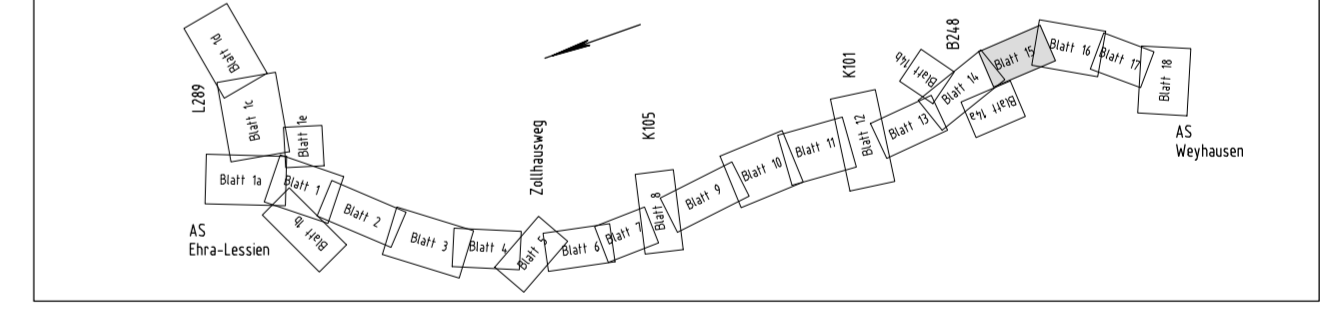 L289
Blatt 1d
Blatt 1c
Blatt 1e
Blatt 1a
Blatt 1
Blatt 1b
AS
Ehra-Lessien
Blatt 2
Blatt 3
Blatt 4
Zollhausweg
Blatt 5
Blatt 6
Blatt 7
K105
Blatt 8
Blatt 9
Blatt 10
Blatt 11
K101
Blatt 12
Blatt 13
Blatt 14b
B248
Blatt 14
Blatt 14a
Blatt 15
Blatt 16
Blatt 17
Blatt 18
AS
Weyhausen